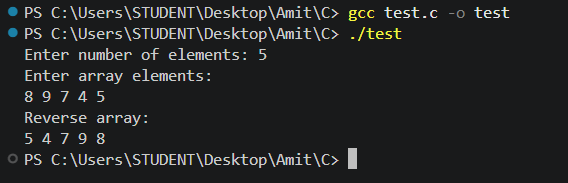 PS C:\Users\STUDENT\Desktop\Amit\C> gcc test.c -o test
PS C:\Users\STUDENT\Desktop\Amit\C> ./test
Enter number of elements: 5
Enter array elements:
8 9 7 4 5
Reverse array:
5 4 7 9 8
PS C:\Users\STUDENT\Desktop\Amit\C>